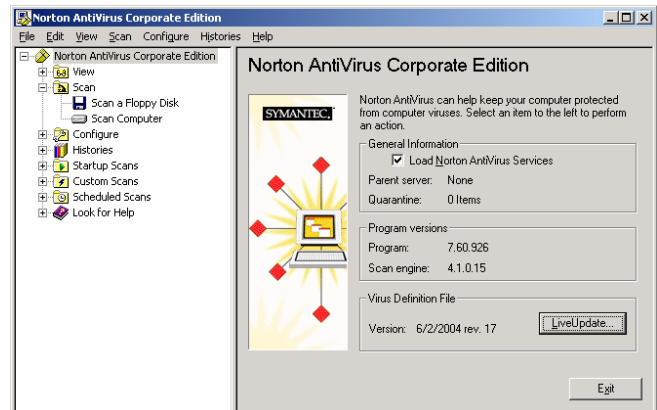 Norton AntiVirus Corporate Edition
File Edit View Scan Configure Histories Help
Norton AntiVirus Corporate Edition
View
Scan
Scan a Floppy Disk
Scan Computer
Configure
Histories
Startup Scans
Custom Scans
Scheduled Scans
Look for Help
Norton AntiVirus Corporate Edition
SYMANTEC.
Norton AntiVirus can help keep your computer protected
from computer viruses. Select an item to the left to perform
an action.
General Information
Load Norton AntiVirus Services
Parent server: None
Quarantine: 0 Items
Program versions
Program: 7.60.926
Scan engine: 4.1.0.15
Virus Definition File
Version: 6/2/2004 rev. 17
LiveUpdate...
Exit